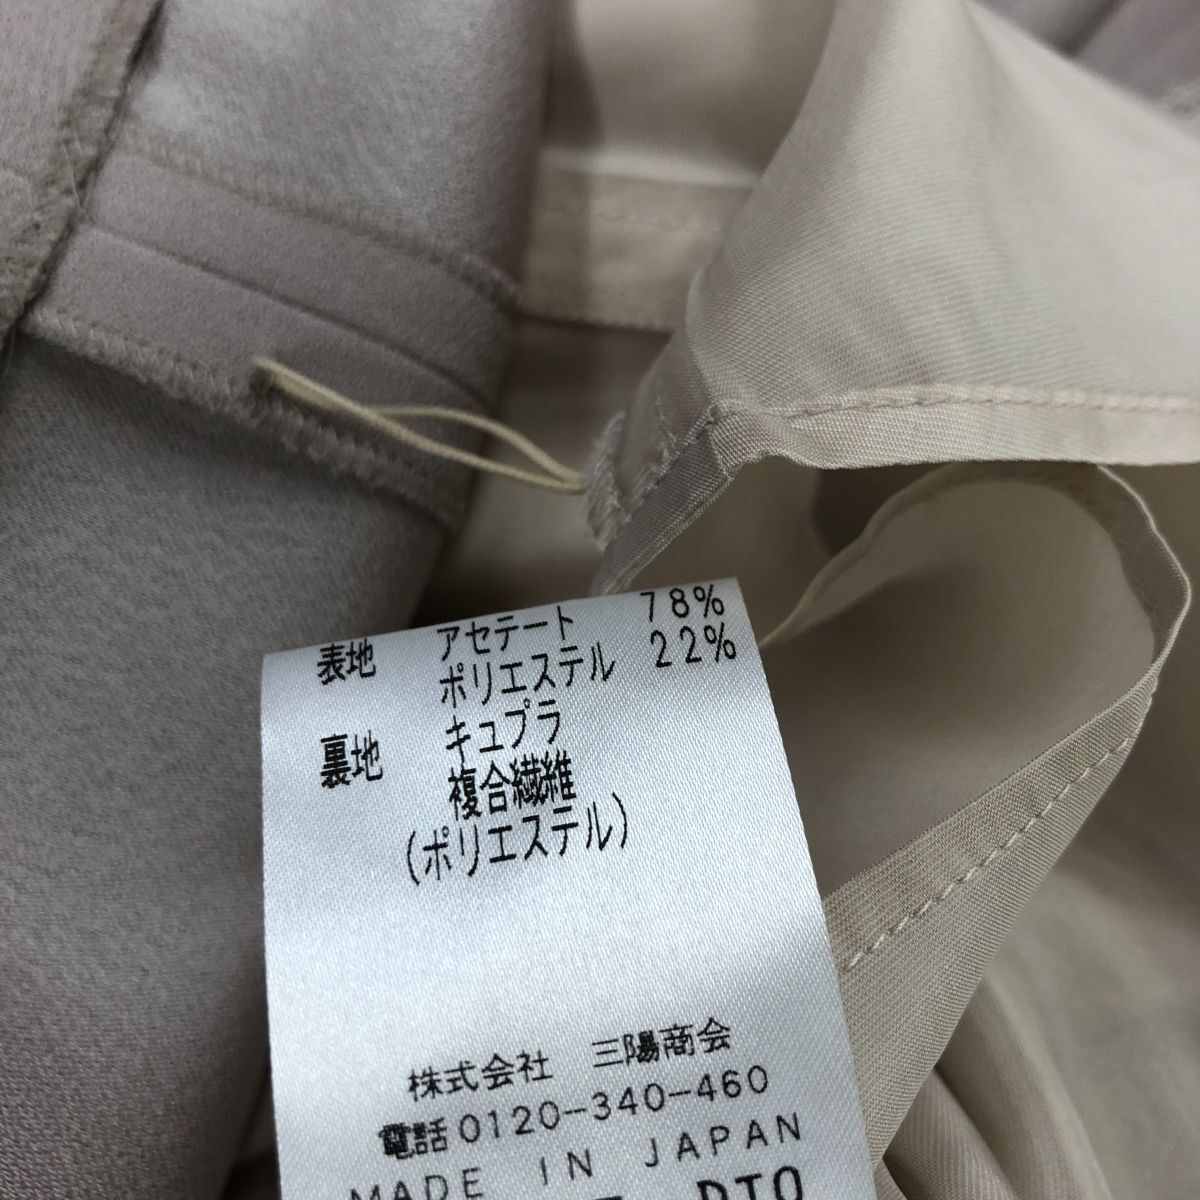 表地 アセテート 78%
ポリエステル 22%
裏地 キュプラ
複合繊維
(ポリエステル)
株式会社 三陽商会
電話0120-340-460
MADE IN JAPAN
DTO